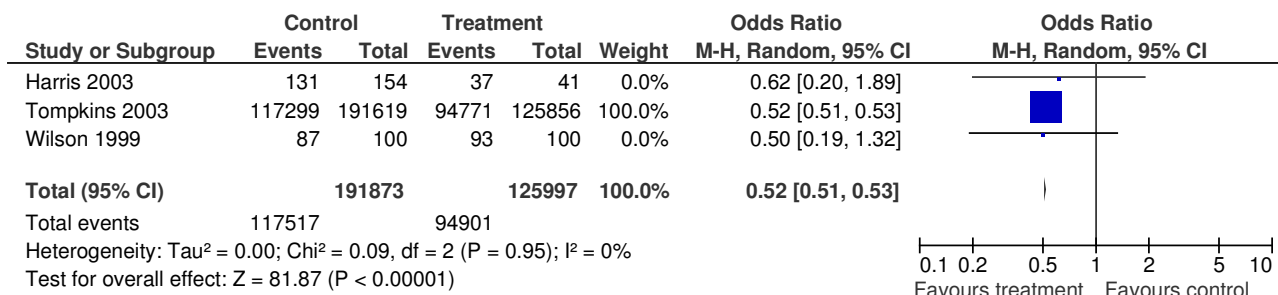 Control Treatment Odds Ratio Odds Ratio
Study or Subgroup Events Total Events Total Weight M-H, Random, 95% CI M-H, Random, 95% CI
Harris 2003 131 154 37 41 0.0% 0.62 [0.20, 1.89]
Tompkins 2003 117299 191619 94771 125856 100.0% 0.52 [0.51, 0.53]
Wilson 1999 87 100 93 100 0.0% 0.50 [0.19, 1.32]
Total (95% CI) 191873 125997 100.0% 0.52 [0.51, 0.53]
Total events 117517 94901
Heterogeneity: Tau² = 0.00; Chi² = 0.09, df = 2 (P = 0.95); I² = 0%
Test for overall effect: Z = 81.87 (P < 0.00001)
0.1 0.2 0.5 1 2 5 10
Favours treatment Favours control